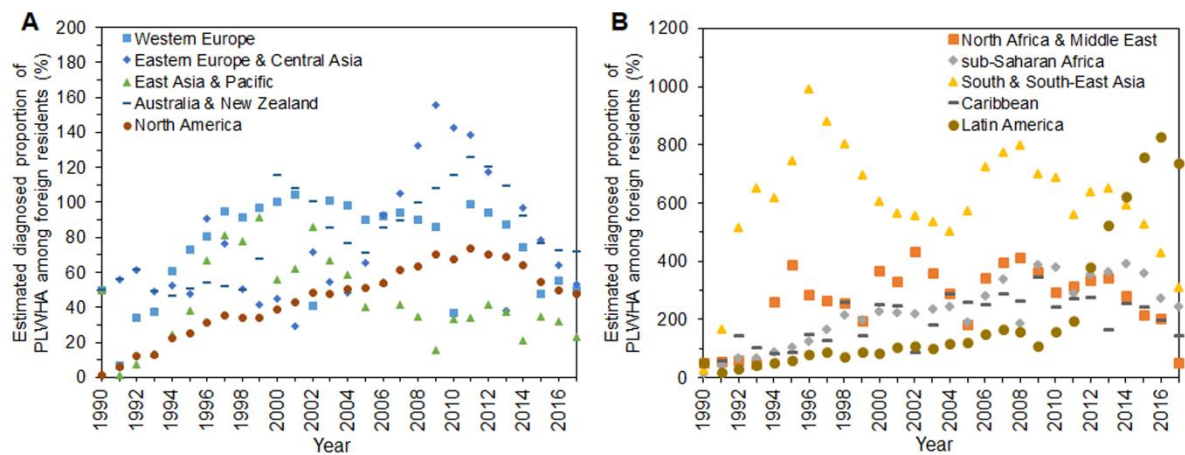 A
Estimated diagnosed proportion of
PLWHA among foreign residents (%)
200
180
160
140
120
100
80
60
40
20
0
Western Europe
Eastern Europe & Central Asia
East Asia & Pacific
Australia & New Zealand
North America
1990
1992
1994
1996
1998
2000
2002
2004
2006
2008
2010
2012
2014
2016
Year
B
Estimated diagnosed proportion of
PLWHA among foreign residents (%)
1200
1000
800
600
400
200
0
North Africa & Middle East
sub-Saharan Africa
South & South-East Asia
Caribbean
Latin America
1990
1992
1994
1996
1998
2000
2002
2004
2006
2008
2010
2012
2014
2016
Year